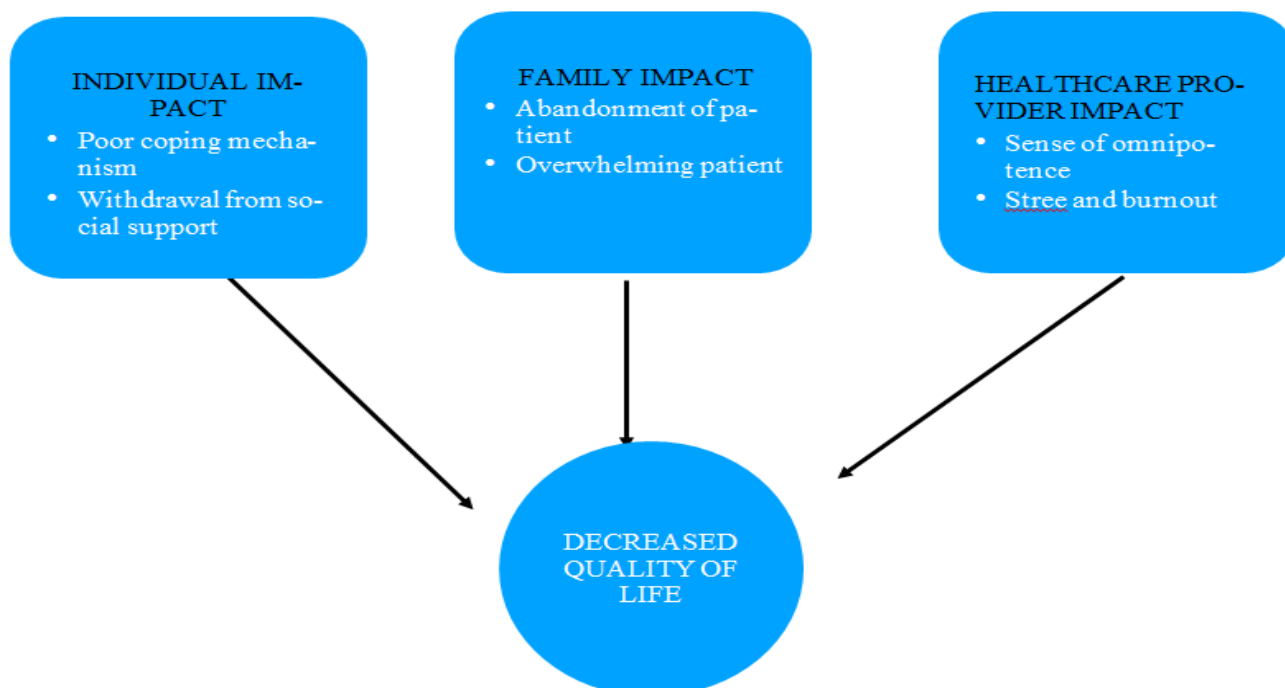 INDIVIDUAL IM-
PACT
• Poor coping mecha-
nism
• Withdrawal from so-
cial support
FAMILY IMPACT
• Abandonment of pa-
tient
• Overwhelming patient
HEALTHCARE PRO-
VIDER IMPACT
• Sense of omnipo-
tence
• Stree and burnout
DECREASED
QUALITY OF
LIFE